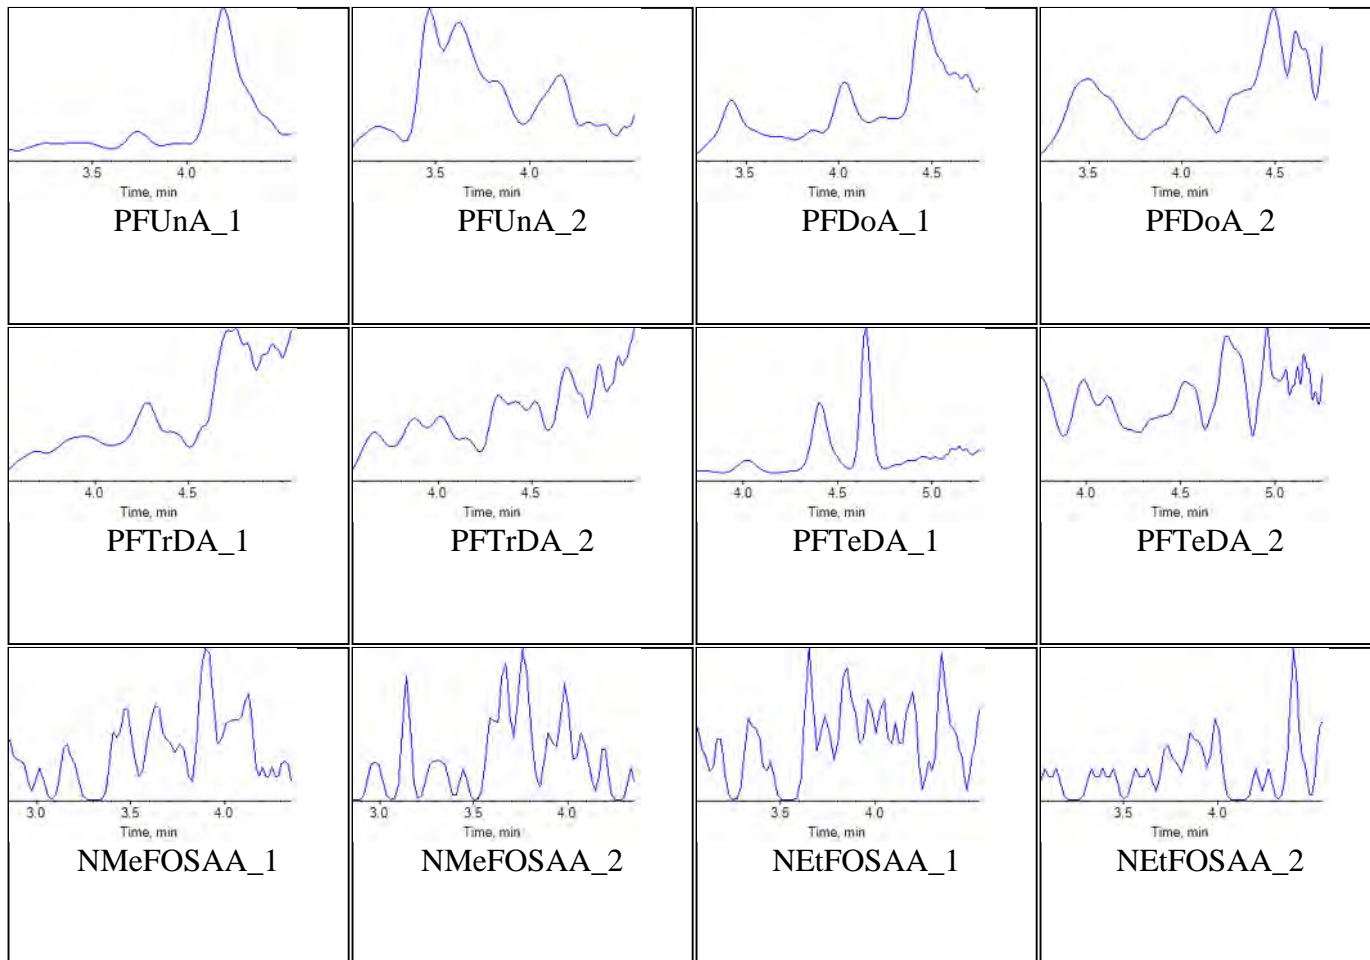 3.5 4.0
Time, min
PFUnA_1
3.5 4.0
Time, min
PFUnA_2
3.5 4.0 4.5
Time, min
PFDoA_1
3.5 4.0 4.5
Time, min
PFDoA_2
4.0 4.5
Time, min
PFTrDA_1
4.0 4.5
Time, min
PFTrDA_2
4.0 4.5 5.0
Time, min
PFTeDA_1
4.0 4.5 5.0
Time, min
PFTeDA_2
3.0 3.5 4.0
Time, min
NMeFOSAA_1
3.0 3.5 4.0
Time, min
NMeFOSAA_2
3.5 4.0
Time, min
NEtFOSAA_1
3.5 4.0
Time, min
NEtFOSAA_2